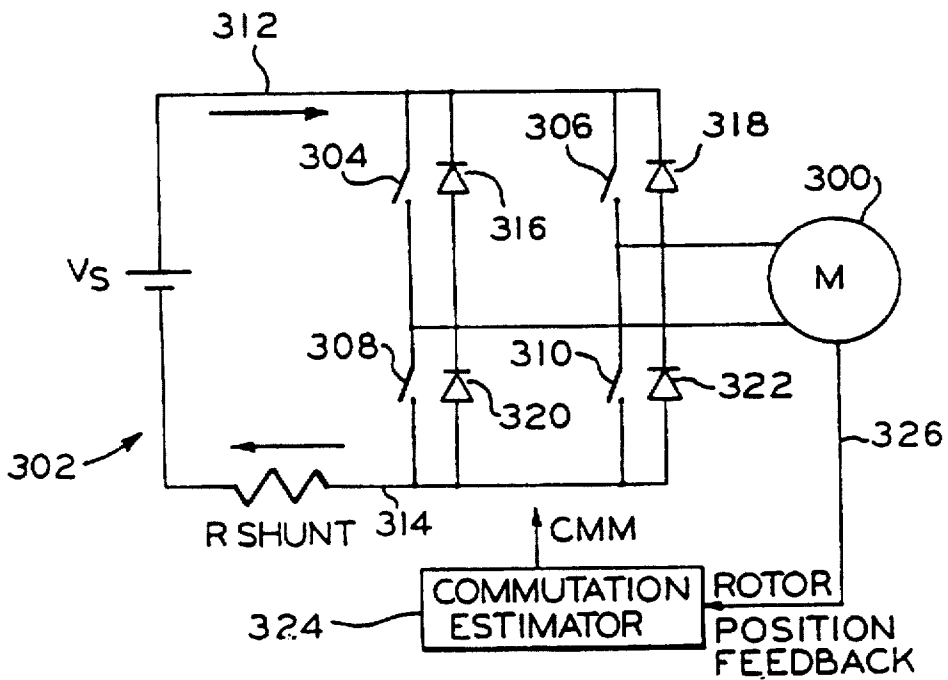 312
304
306
318
300
316
VS
M
308
310
320
322
326
302
R SHUNT
314
CMM
COMMUTATION
ESTIMATOR
324
ROTOR
POSITION
FEEDBACK